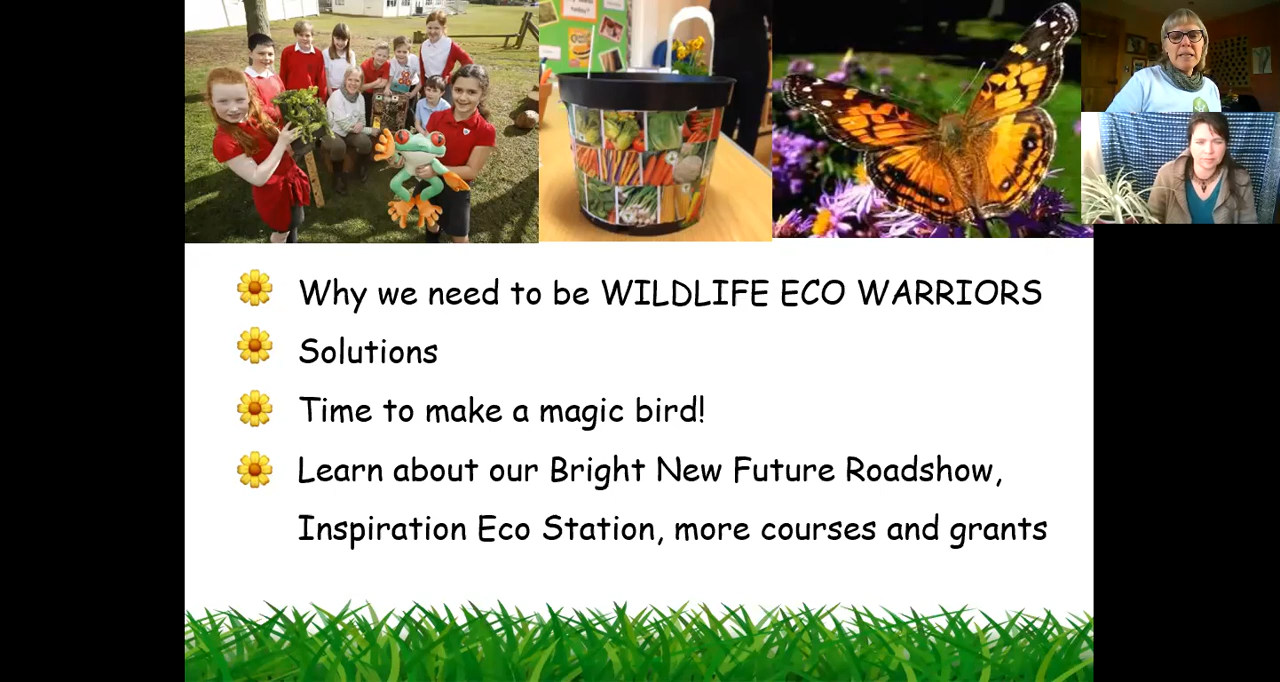 Why we need to be WILDLIFE ECO WARRIORS
Solutions
Time to make a magic bird!
Learn about our Bright New Future Roadshow,
Inspiration Eco Station, more courses and grants